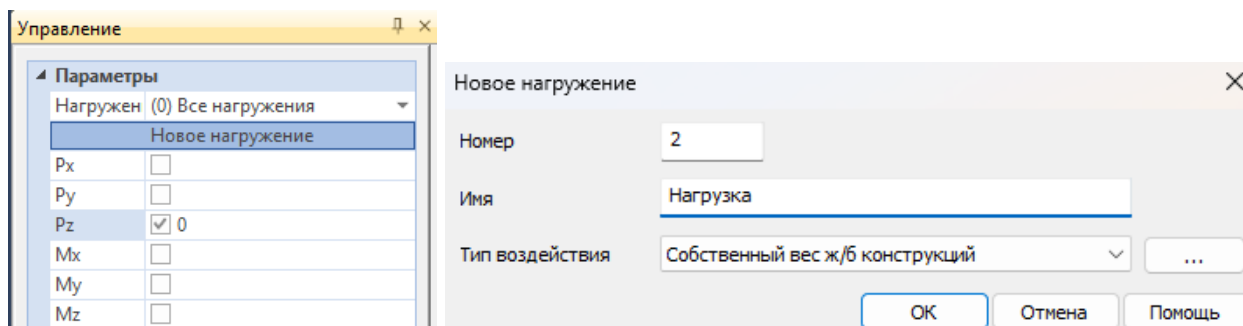 Управление
Параметры
Нагружен (0) Все нагружения
Новое нагружение
Px
Py
Pz 0
Mx
My
Mz
Новое нагружение
Номер 2
Имя Нагрузка
Тип воздействия Собственный вес ж/б конструкций ...
ОК Отмена Помощь